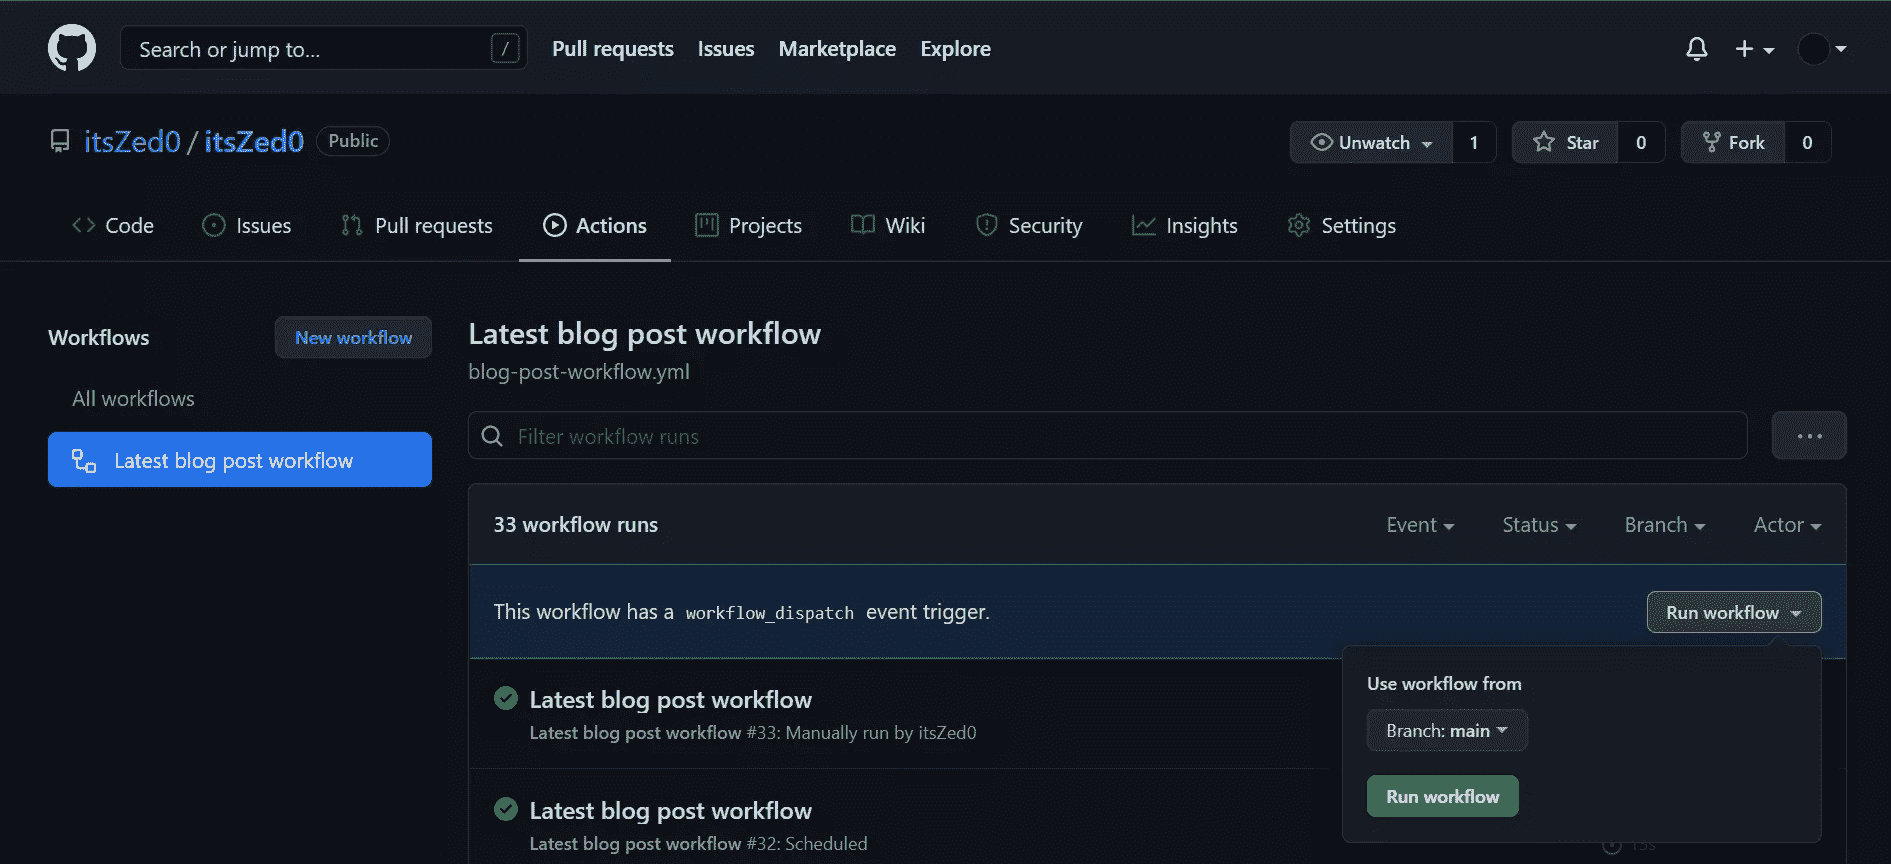 Search or jump to... /
Pull requests Issues Marketplace Explore
itsZed0 / itsZed0 Public
Unwatch 1 Star 0 Fork 0
Code Issues Pull requests Actions Projects Wiki Security Insights Settings
Workflows
New workflow
All workflows
Latest blog post workflow
Latest blog post workflow
blog-post-workflow.yml
Filter workflow runs
33 workflow runs
Event Status Branch Actor
This workflow has a workflow_dispatch event trigger.
Run workflow
Use workflow from
Branch: main
Run workflow
Latest blog post workflow
Latest blog post workflow #33: Manually run by itsZed0
Latest blog post workflow
Latest blog post workflow #32: Scheduled